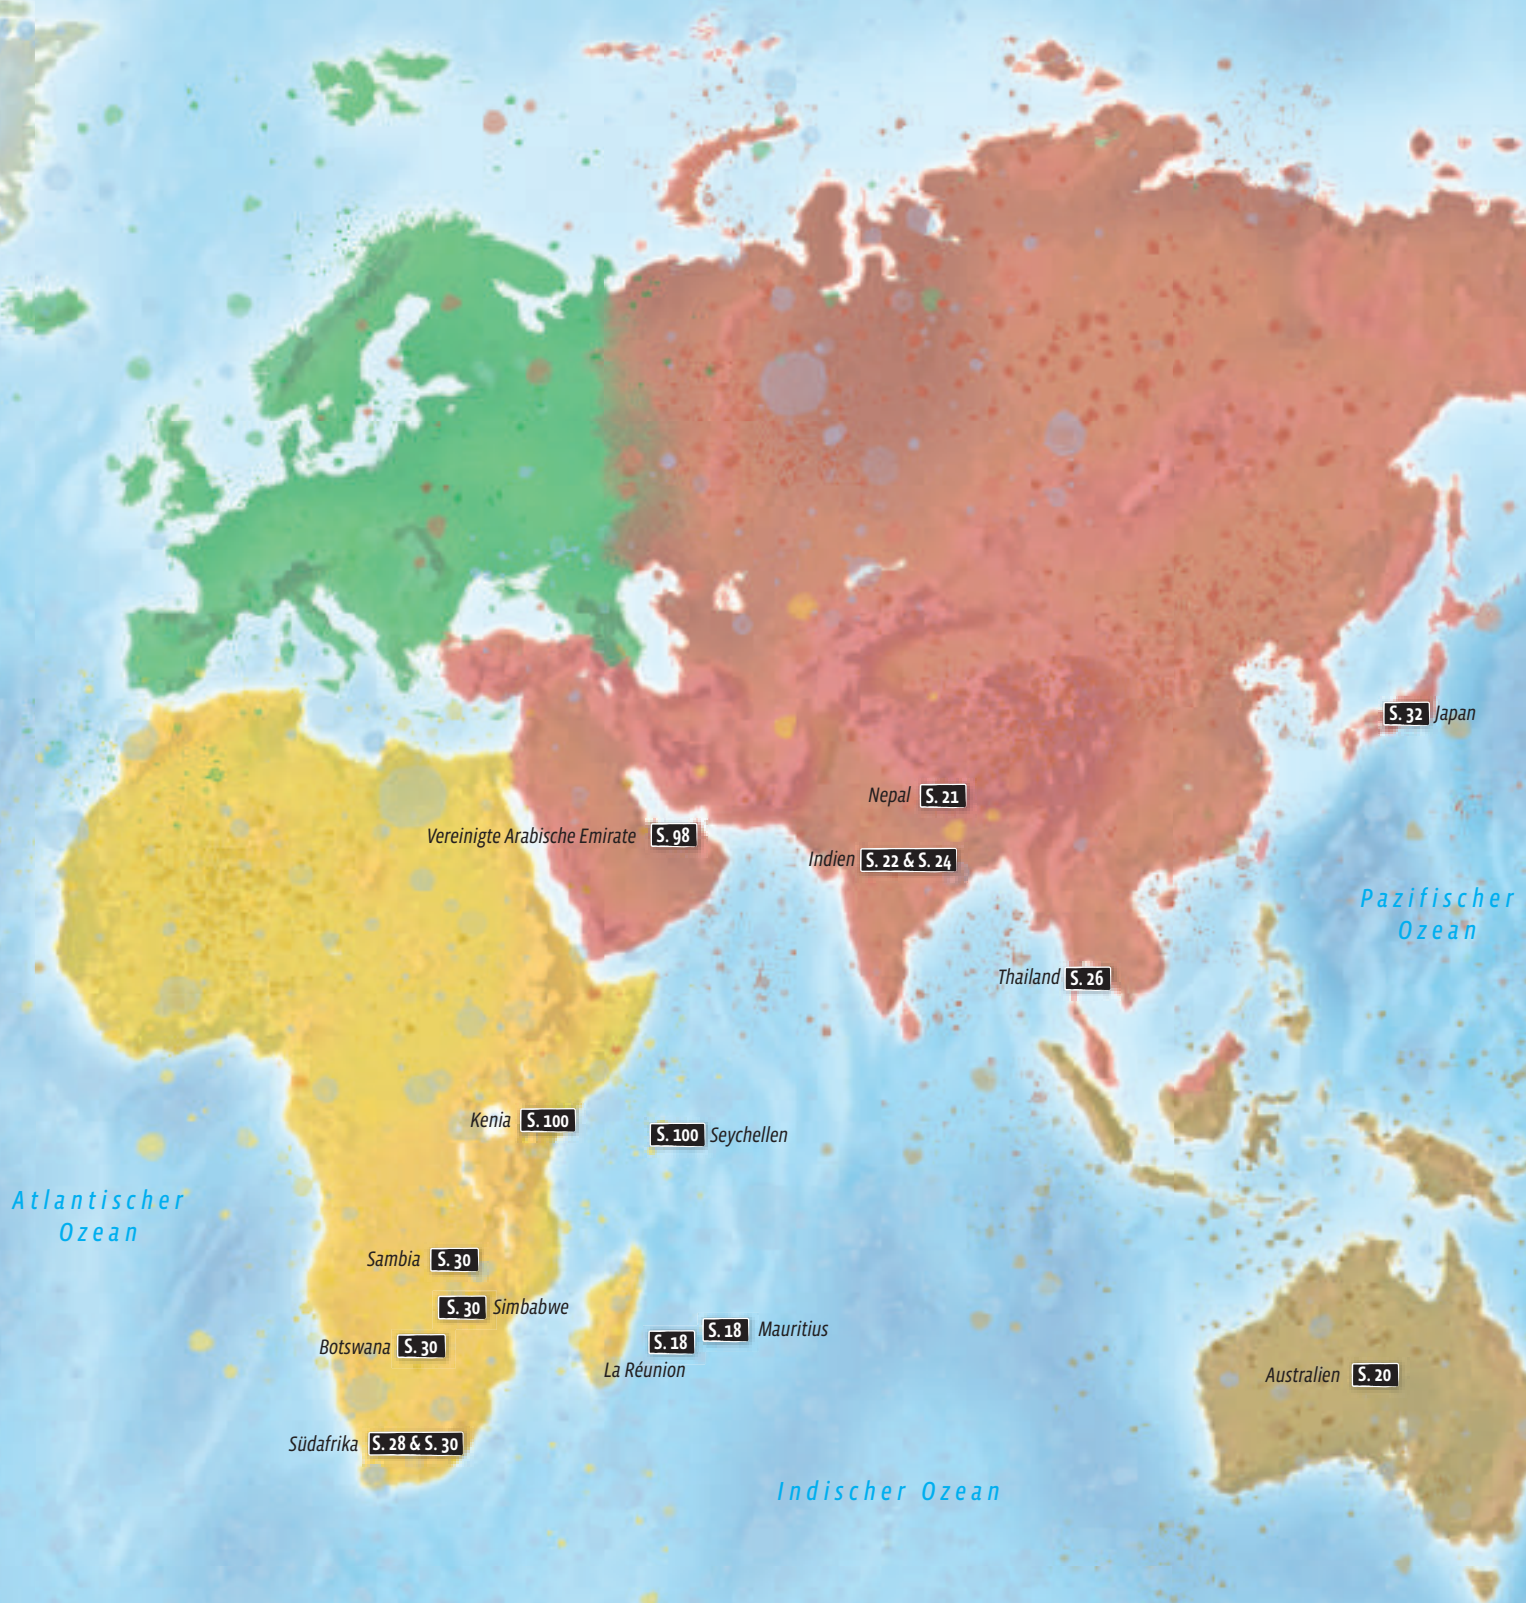 S. 32 Japan
Nepal S. 21
Vereinigte Arabische Emirate S. 98
Indien S. 22 & S. 24
Pazifischer
Ozean
Thailand S. 26
Kenia S. 100
S. 100 Seychellen
Atlantischer
Ozean
Sambia S. 30
S. 30 Simbabwe
S. 18 Mauritius
S. 18
La Réunion
Botswana S. 30
Australien S. 20
Südafrika S. 28 & S. 30
Indischer Ozean